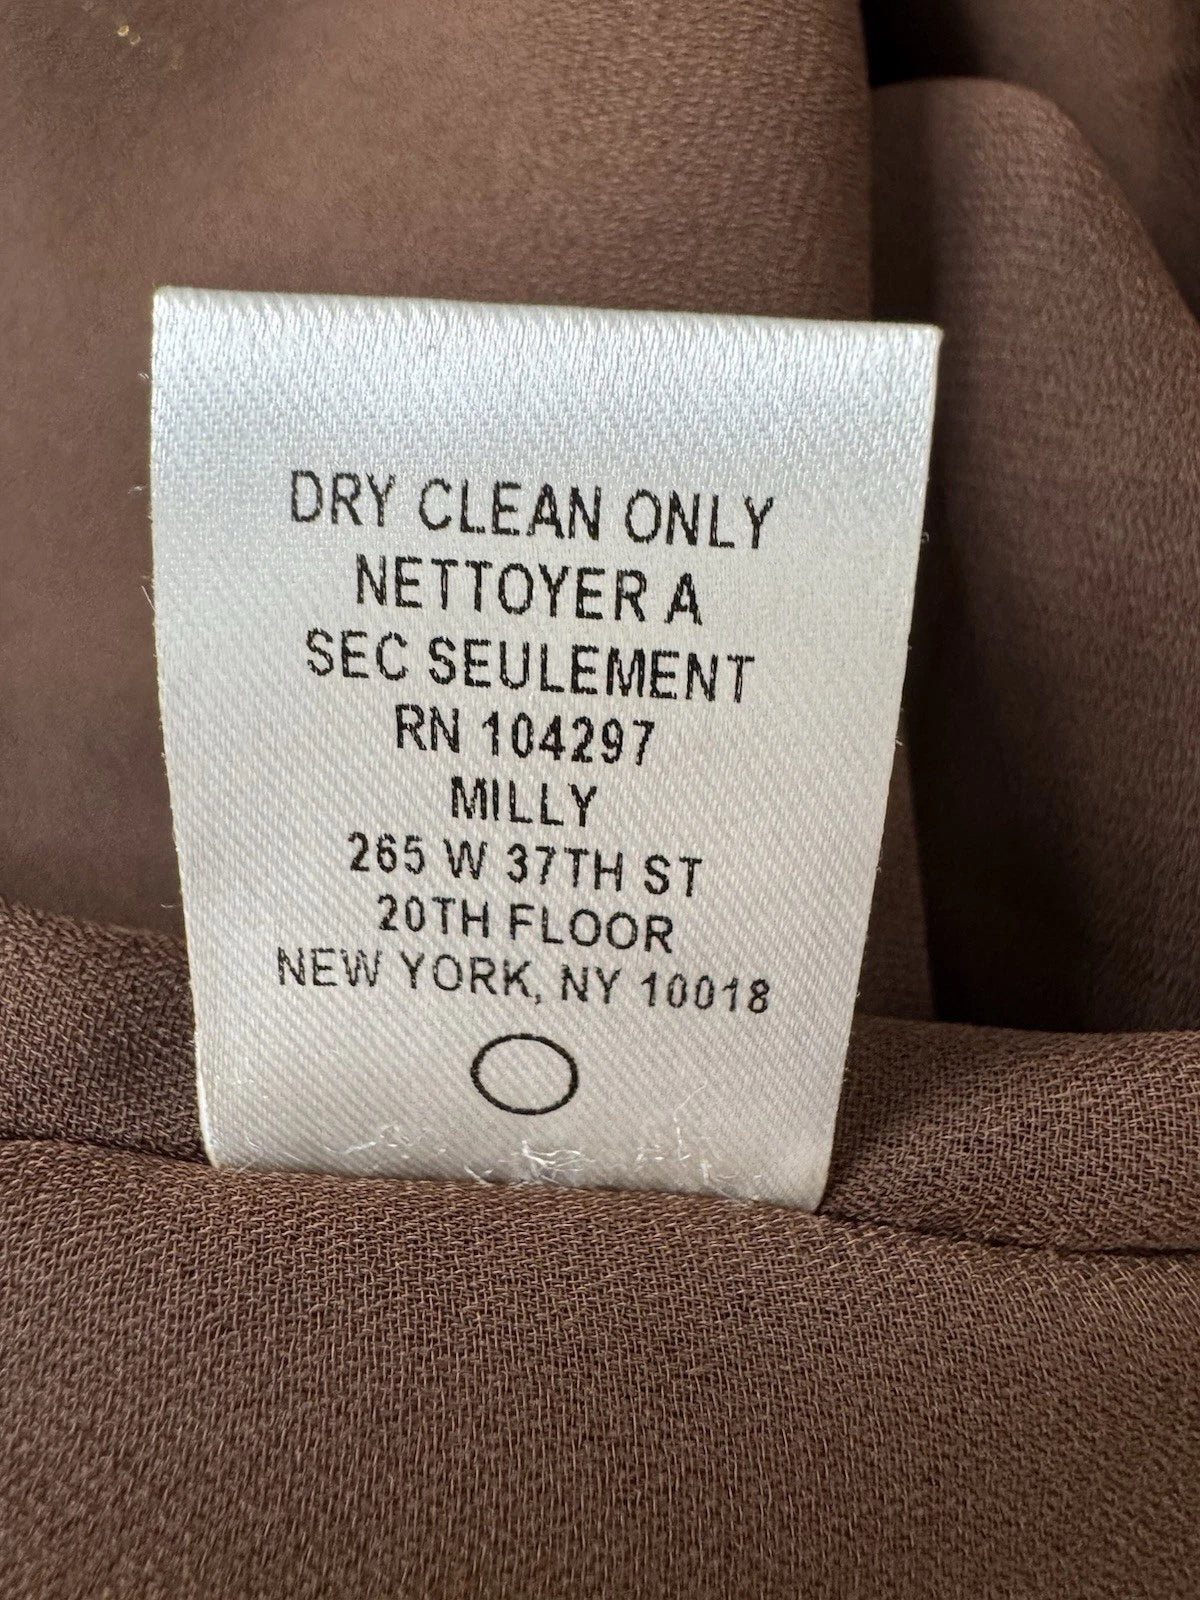 DRY CLEAN ONLY
NETTOYER A
SEC SEULEMENT
RN 104297
MILLY
265 W 37TH ST
20TH FLOOR
NEW YORK, NY 10018